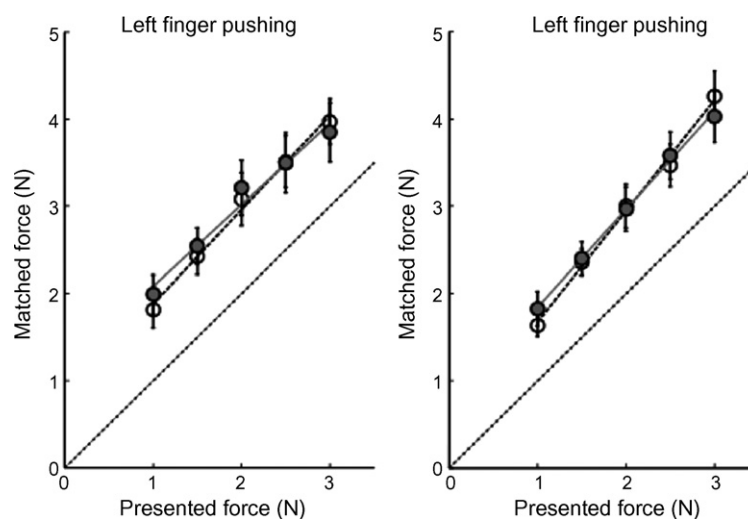 Left finger pushing
5
4
3
2
1
0
0 1 2 3
Matched force (N)
Presented force (N)
Left finger pushing
5
4
3
2
1
0
0 1 2 3
Matched force (N)
Presented force (N)